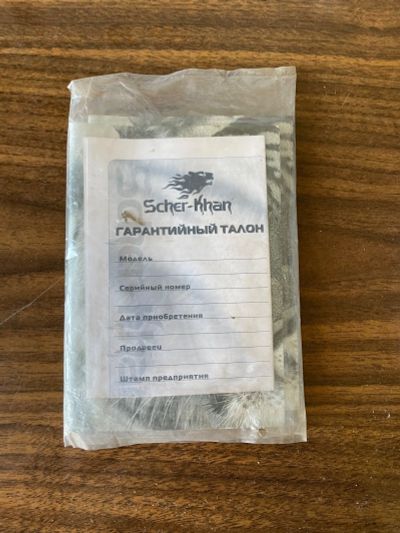 Scher-Khan
ГАРАНТИЙНЫЙ ТАЛОН
Модель
Серийный номер
Дата приобретения
Продавец
Штамп предприятия